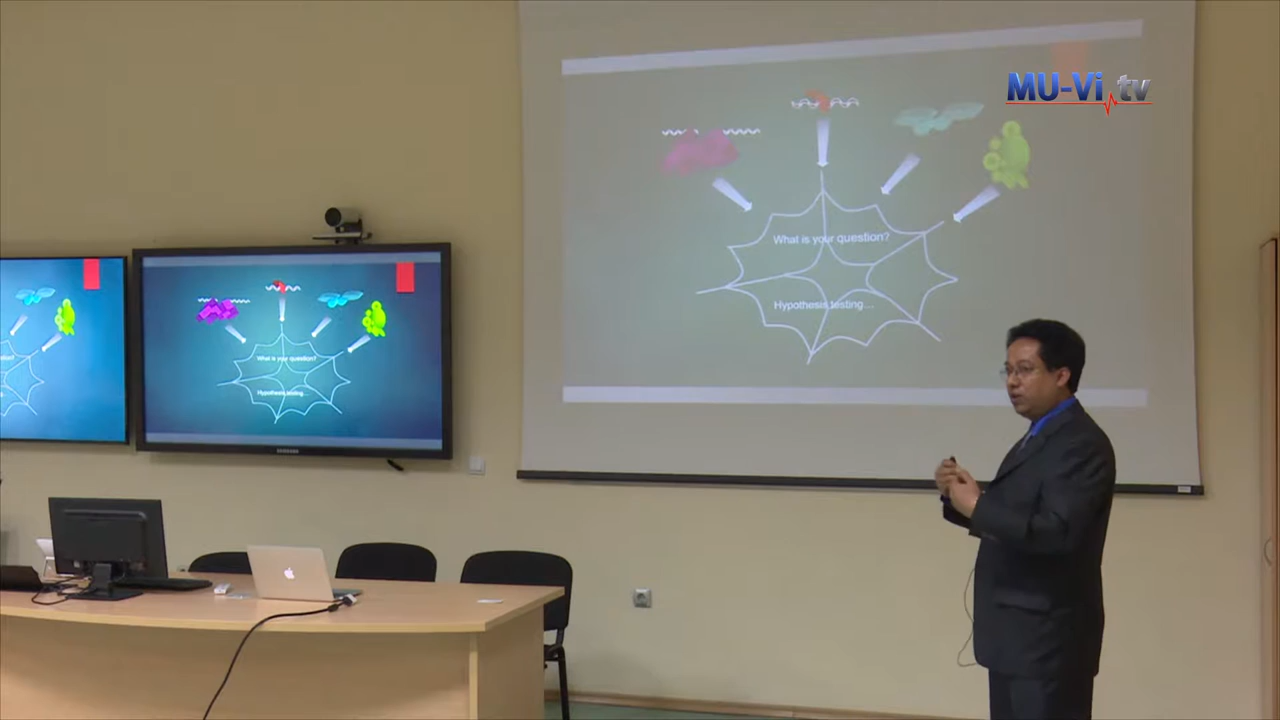 MU-Vi.tv
What is your question?
Hypothesis testing...
What is your question?
Hypothesis testing...
SAMSUNG